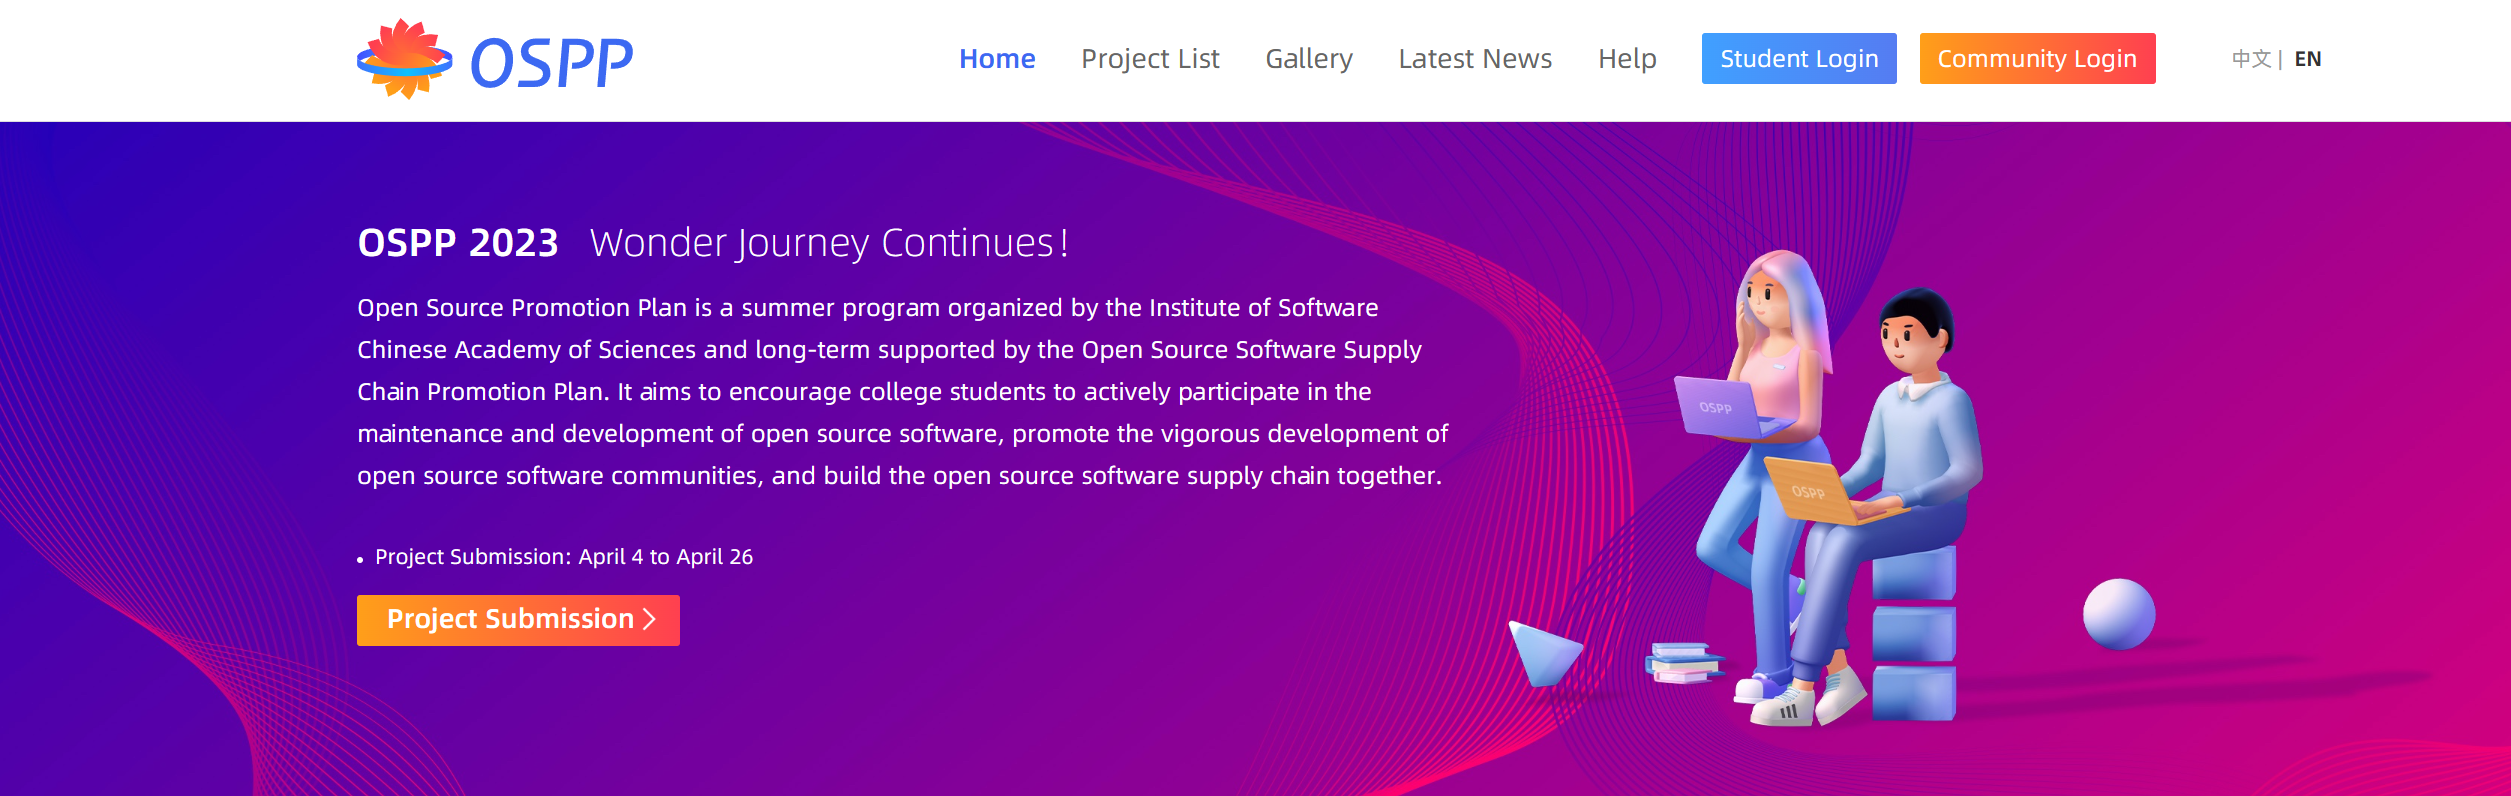 OSPP
Home Project List Gallery Latest News Help Student Login Community Login 中文 | EN
OSPP 2023 Wonder Journey Continues!
Open Source Promotion Plan is a summer program organized by the Institute of Software
Chinese Academy of Sciences and long-term supported by the Open Source Software Supply
Chain Promotion Plan. It aims to encourage college students to actively participate in the
maintenance and development of open source software, promote the vigorous development of
open source software communities, and build the open source software supply chain together.
• Project Submission: April 4 to April 26
Project Submission >
OSPP
OSPP